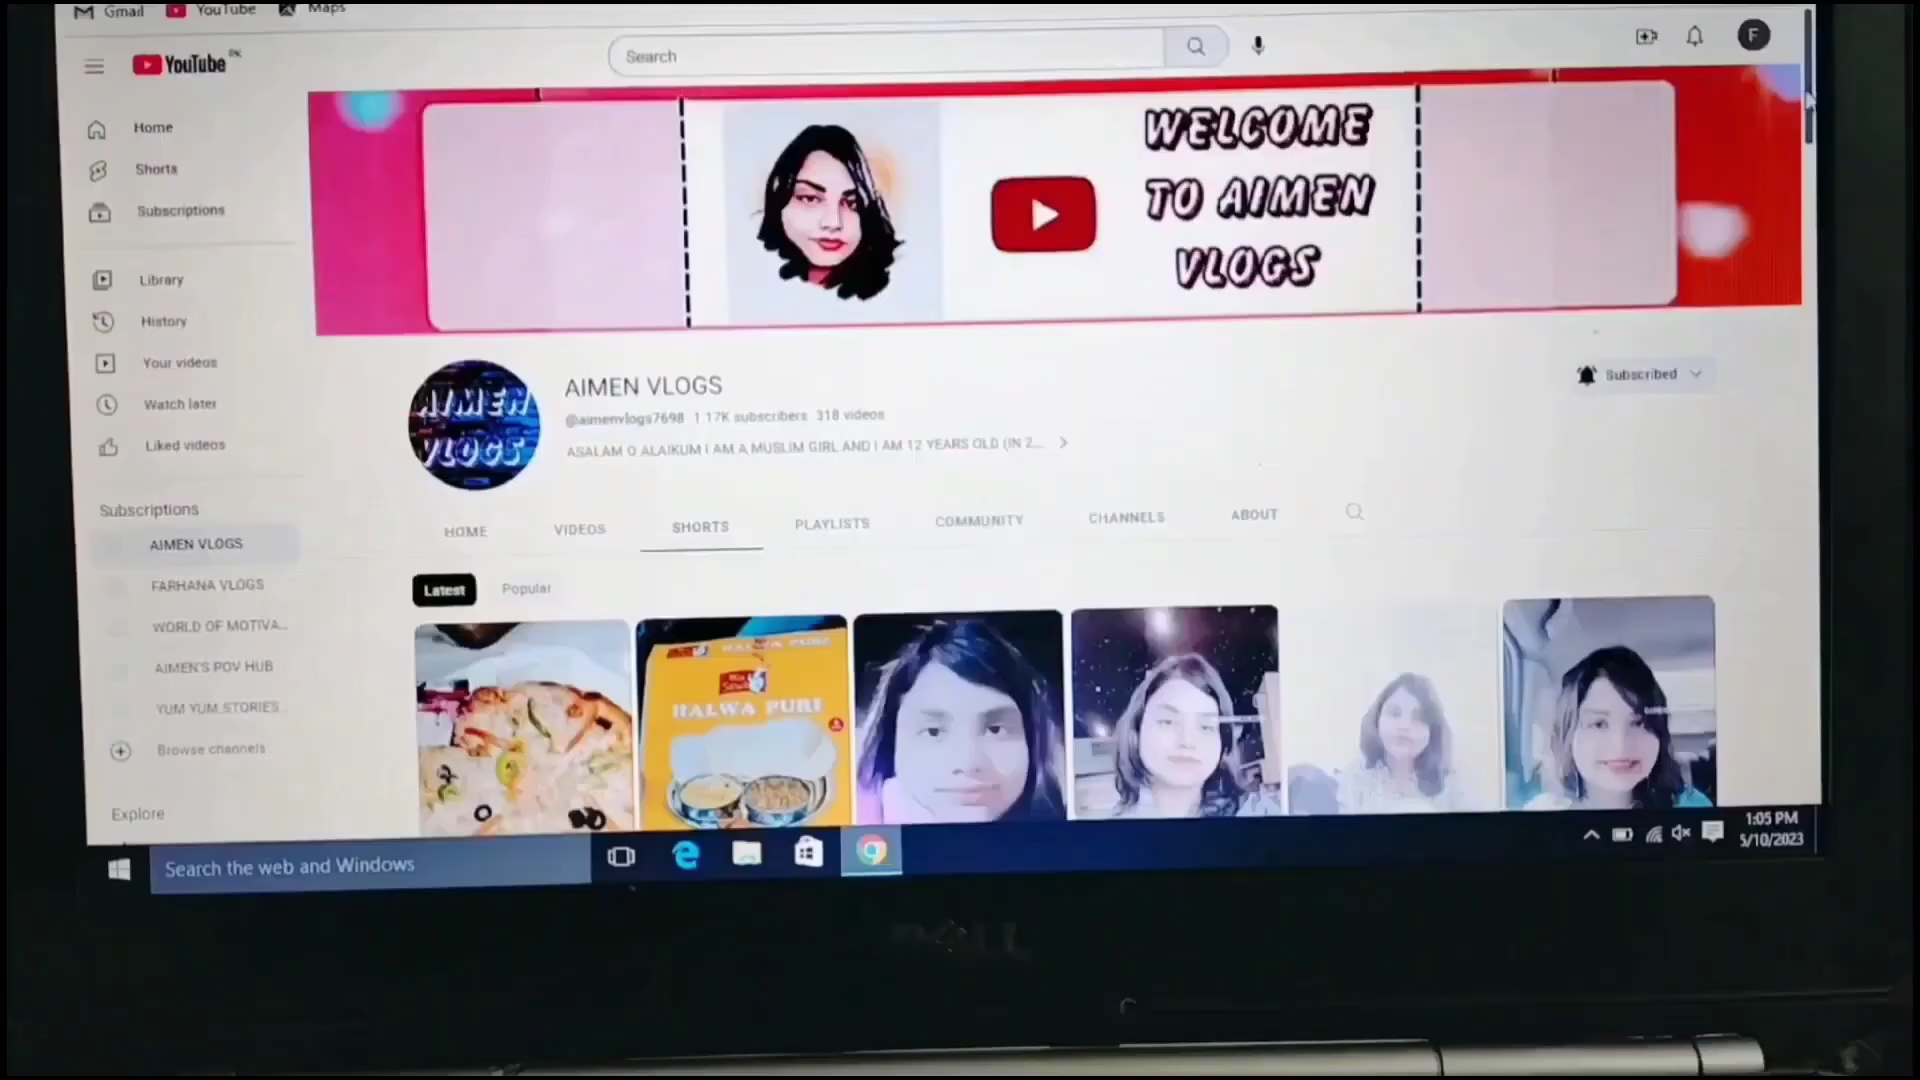 Gmail YouTube Maps
YouTube PK
Search
F
Home
Shorts
Subscriptions
Library
History
Your videos
Watch later
Liked videos
Subscriptions
AIMEN VLOGS
FARHANA VLOGS
WORLD OF MOTIVA...
AIMEN'S POV HUB
YUM YUM STORIES
Browse channels
Explore
WELCOME
TO AIMEN
VLOGS
AIMEN
VLOGS
AIMEN VLOGS
@aimenvlogs7698 1.17K subscribers 318 videos
ASALAM O ALAIKUM I AM A MUSLIM GIRL AND I AM 12 YEARS OLD (IN 2...
Subscribed
HOME VIDEOS SHORTS PLAYLISTS COMMUNITY CHANNELS ABOUT
Latest Popular
HALWA PURI
HALWA PURI
Search the web and Windows
1:05 PM
5/10/2023
DELL